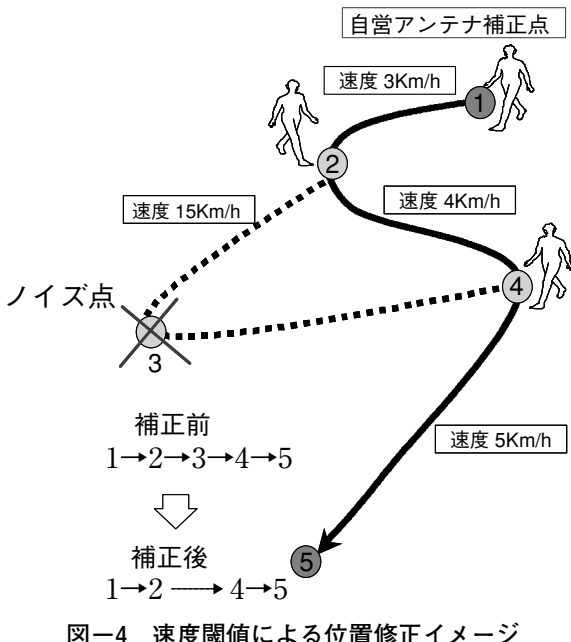 自営アンテナ補正点
速度 3Km/h
1
2
速度 15Km/h
速度 4Km/h
ノイズ点
4
3
補正前
1→2→3→4→5
速度 5Km/h
補正後
5
1→2 ┈→ 4→5
図ー4 速度閾値による位置修正イメージ